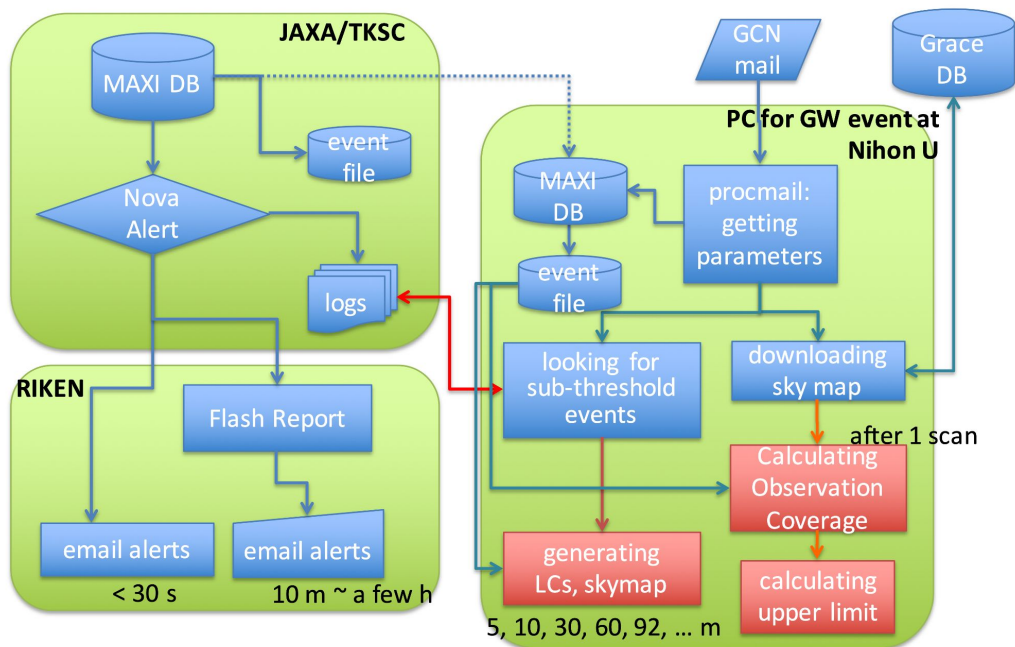 JAXA/TKSC
MAXI DB
event
file
Nova
Alert
logs
RIKEN
Flash Report
email alerts
email alerts
< 30 s
10 m ~ a few h
GCN
mail
Grace
DB
PC for GW event at
Nihon U
MAXI
DB
procmail:
getting
parameters
event
file
looking for
sub-threshold
events
downloading
sky map
after 1 scan
Calculating
Observation
Coverage
generating
LCs, skymap
calculating
upper limit
5, 10, 30, 60, 92, ... m